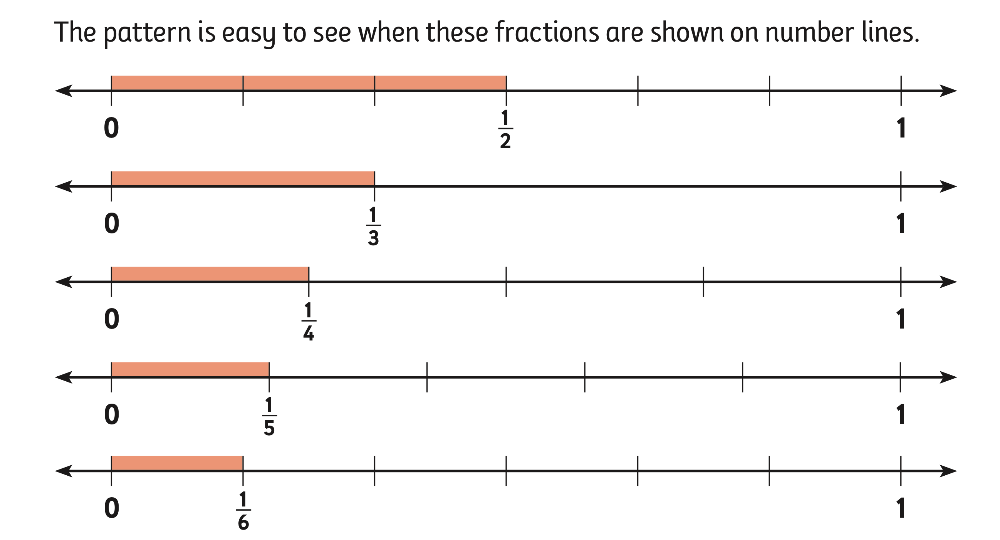 The pattern is easy to see when these fractions are shown on number lines.
0 1/2 1
0 1/3 1
0 1/4 1
0 1/5 1
0 1/6 1